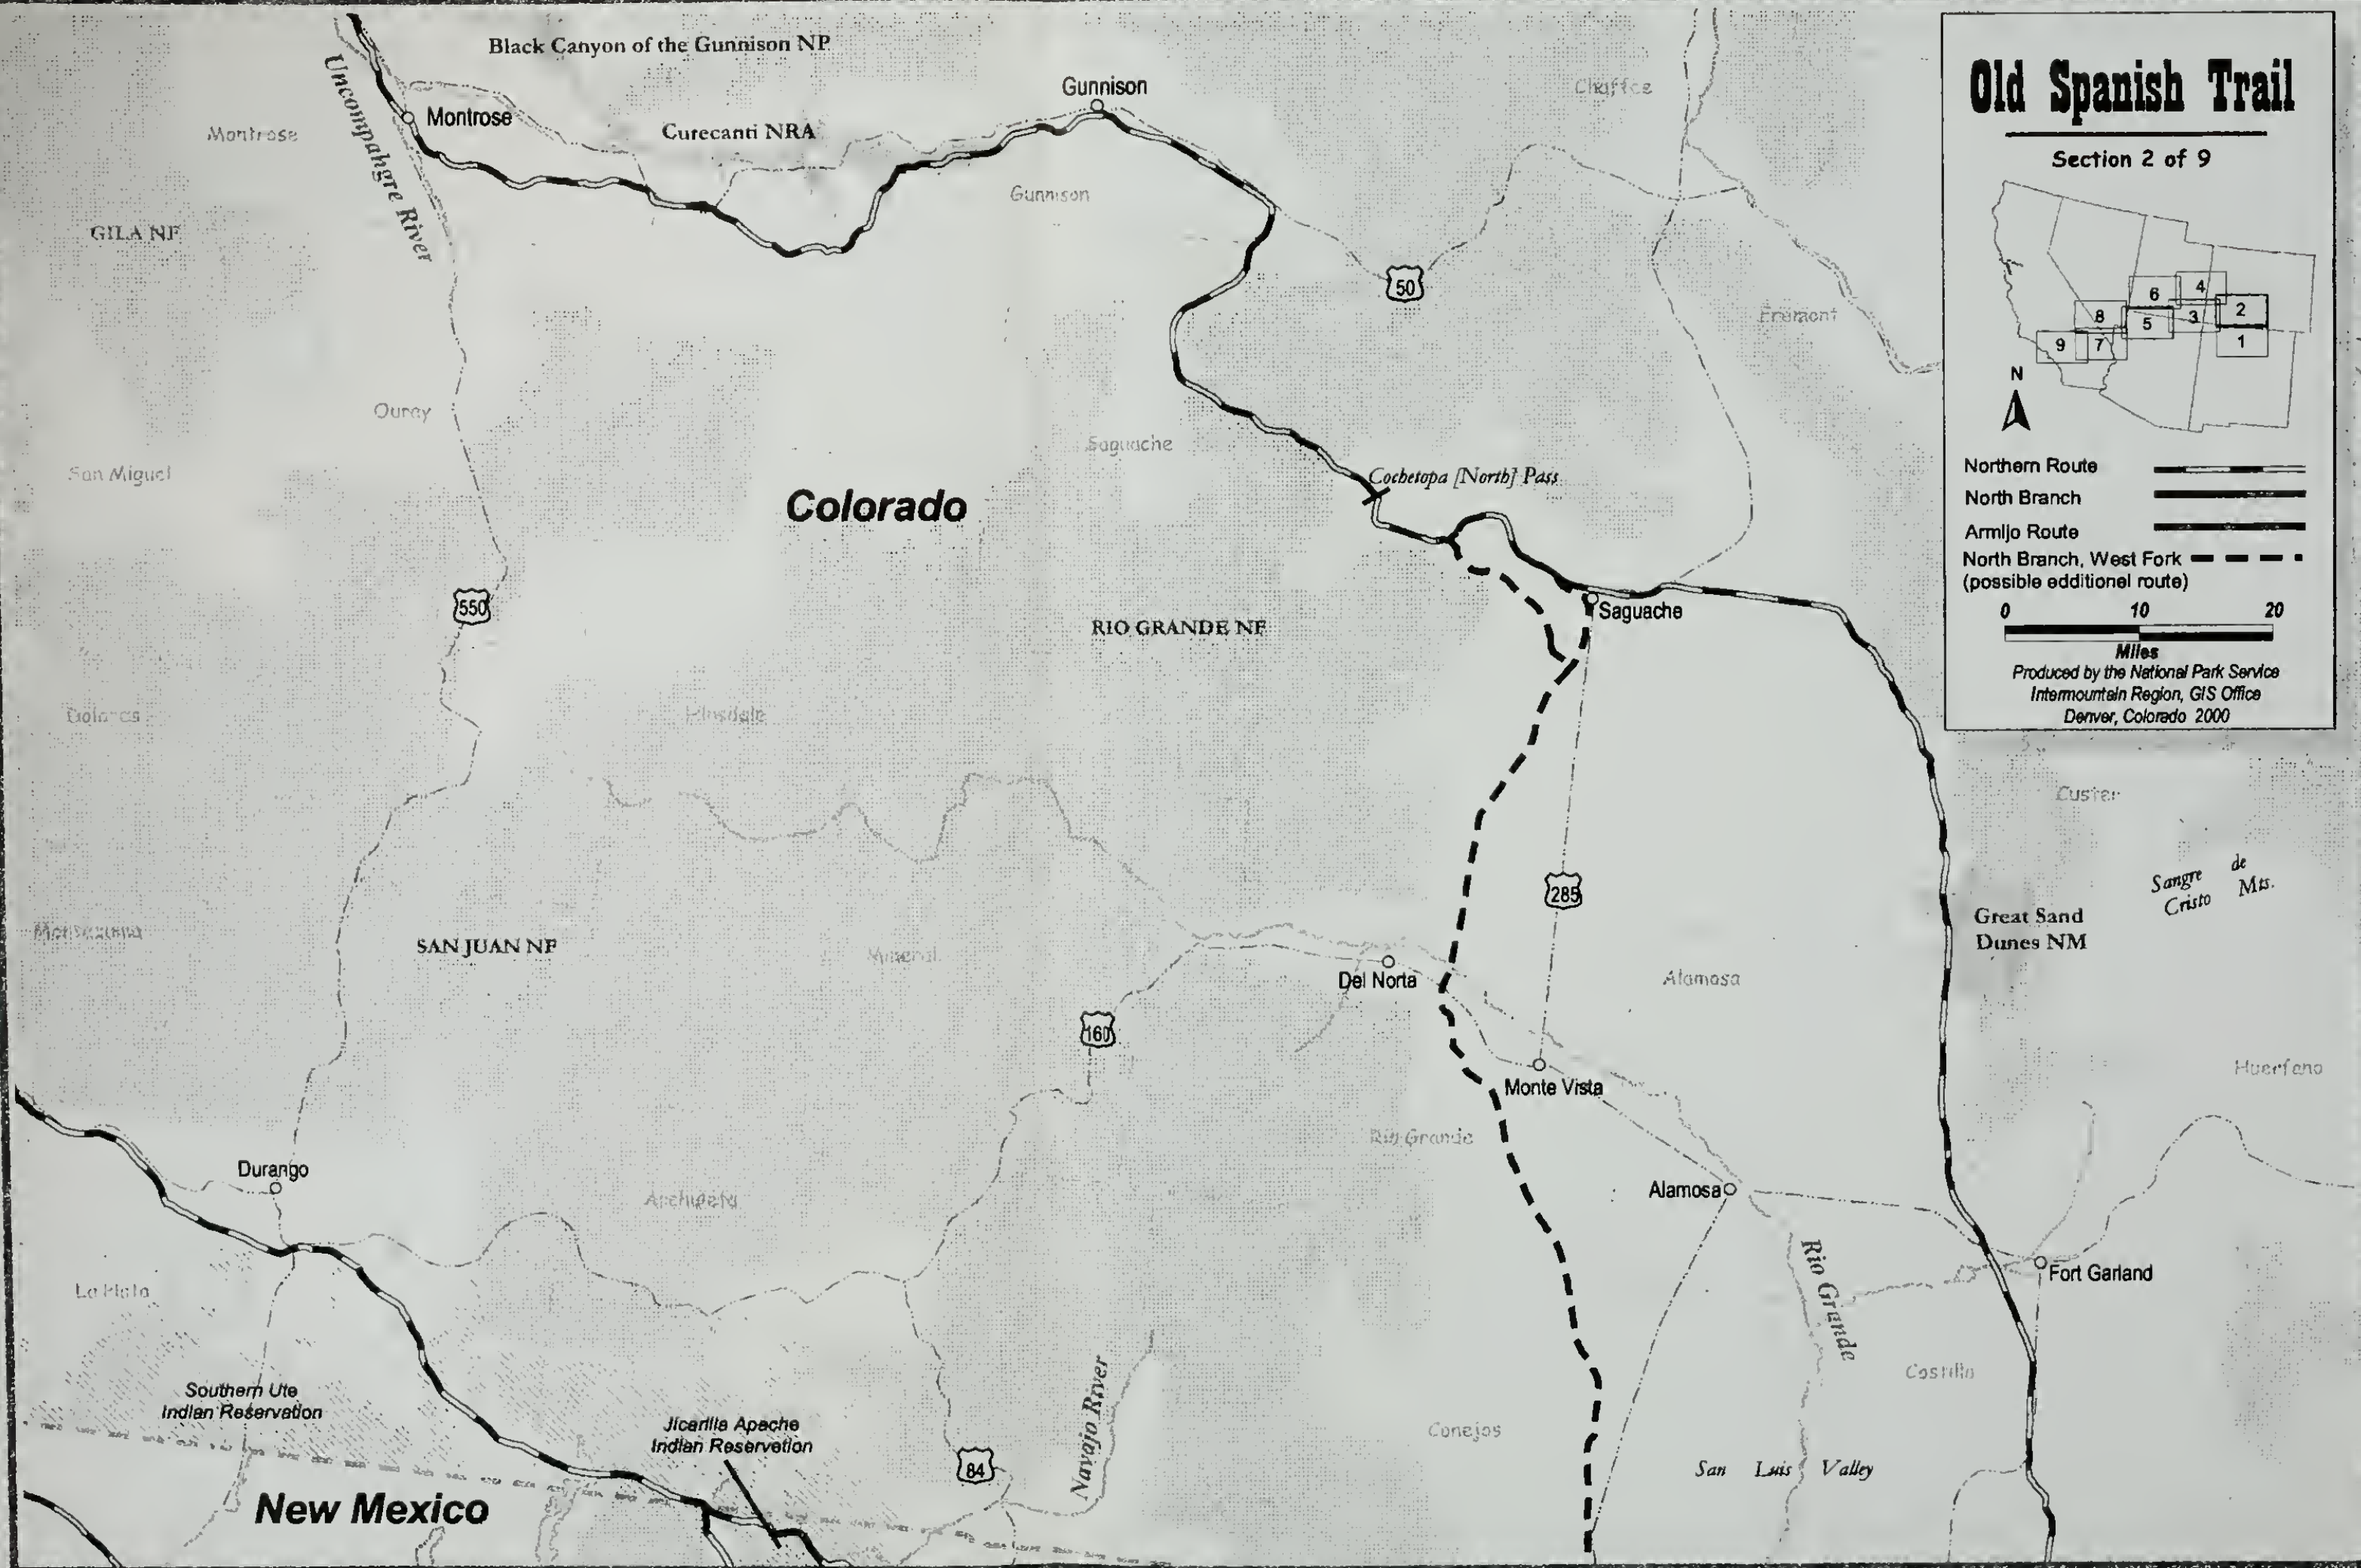 Black Canyon of the Gunnison NP
Uncompahgre River
Montrose
Montrose
Curecanti NRA
Gunnison
Gunnison
Chaffee
GILA NF
50
Fremont
Ouray
San Miguel
Saguache
Colorado
Cochetopa [North] Pass
550
RIO GRANDE NF
Saguache
Hinsdale
285
SAN JUAN NF
Mineral
Del Norta
Alamosa
160
Monte Vista
Rio Grande
Durango
Archuleta
Alamosa
La Plata
Rio Grande
Fort Garland
Southern Ute
Indian Reservation
Jicarilla Apache
Indian Reservetion
84
Navajo River
Conejos
Costilla
San Luis Valley
New Mexico
Custer
Sangre de
Cristo Mts.
Great Sand
Dunes NM
Huerfano
Old Spanish Trail
Section 2 of 9
6
4
2
8
5
3
9
7
1
N
Northern Route
North Branch
Armijo Route
North Branch, West Fork
(possible edditionel route)
0 10 20
Miles
Produced by the National Park Service
Intermountain Region, GIS Office
Denver, Colorado 2000